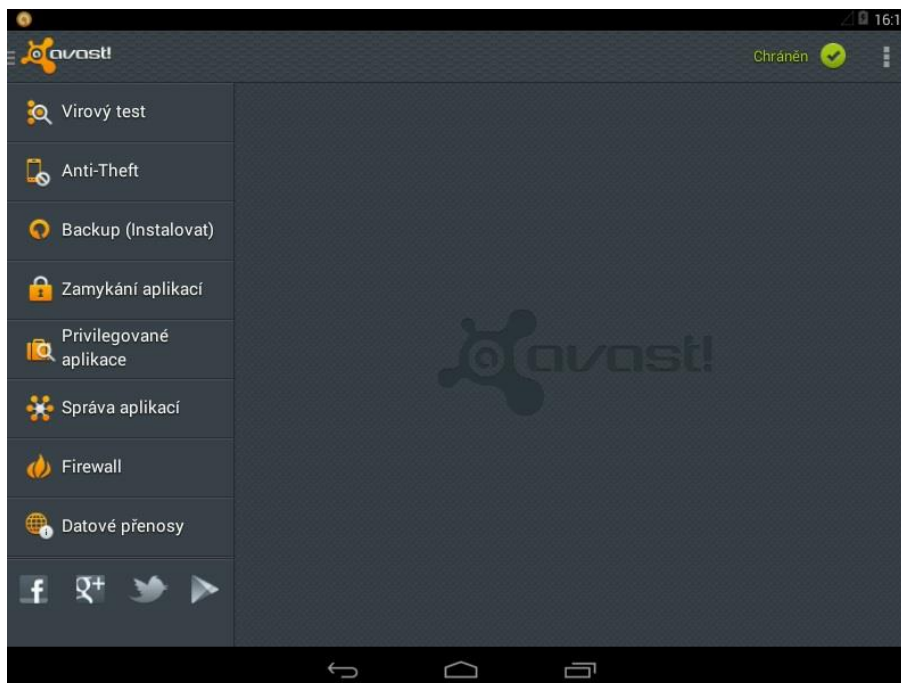 16:1
avast!
Chráněn
Virový test
Anti-Theft
Backup (Instalovat)
Zamykání aplikací
Privilegované
aplikace
avast!
Správa aplikací
Firewall
Datové přenosy
f g+